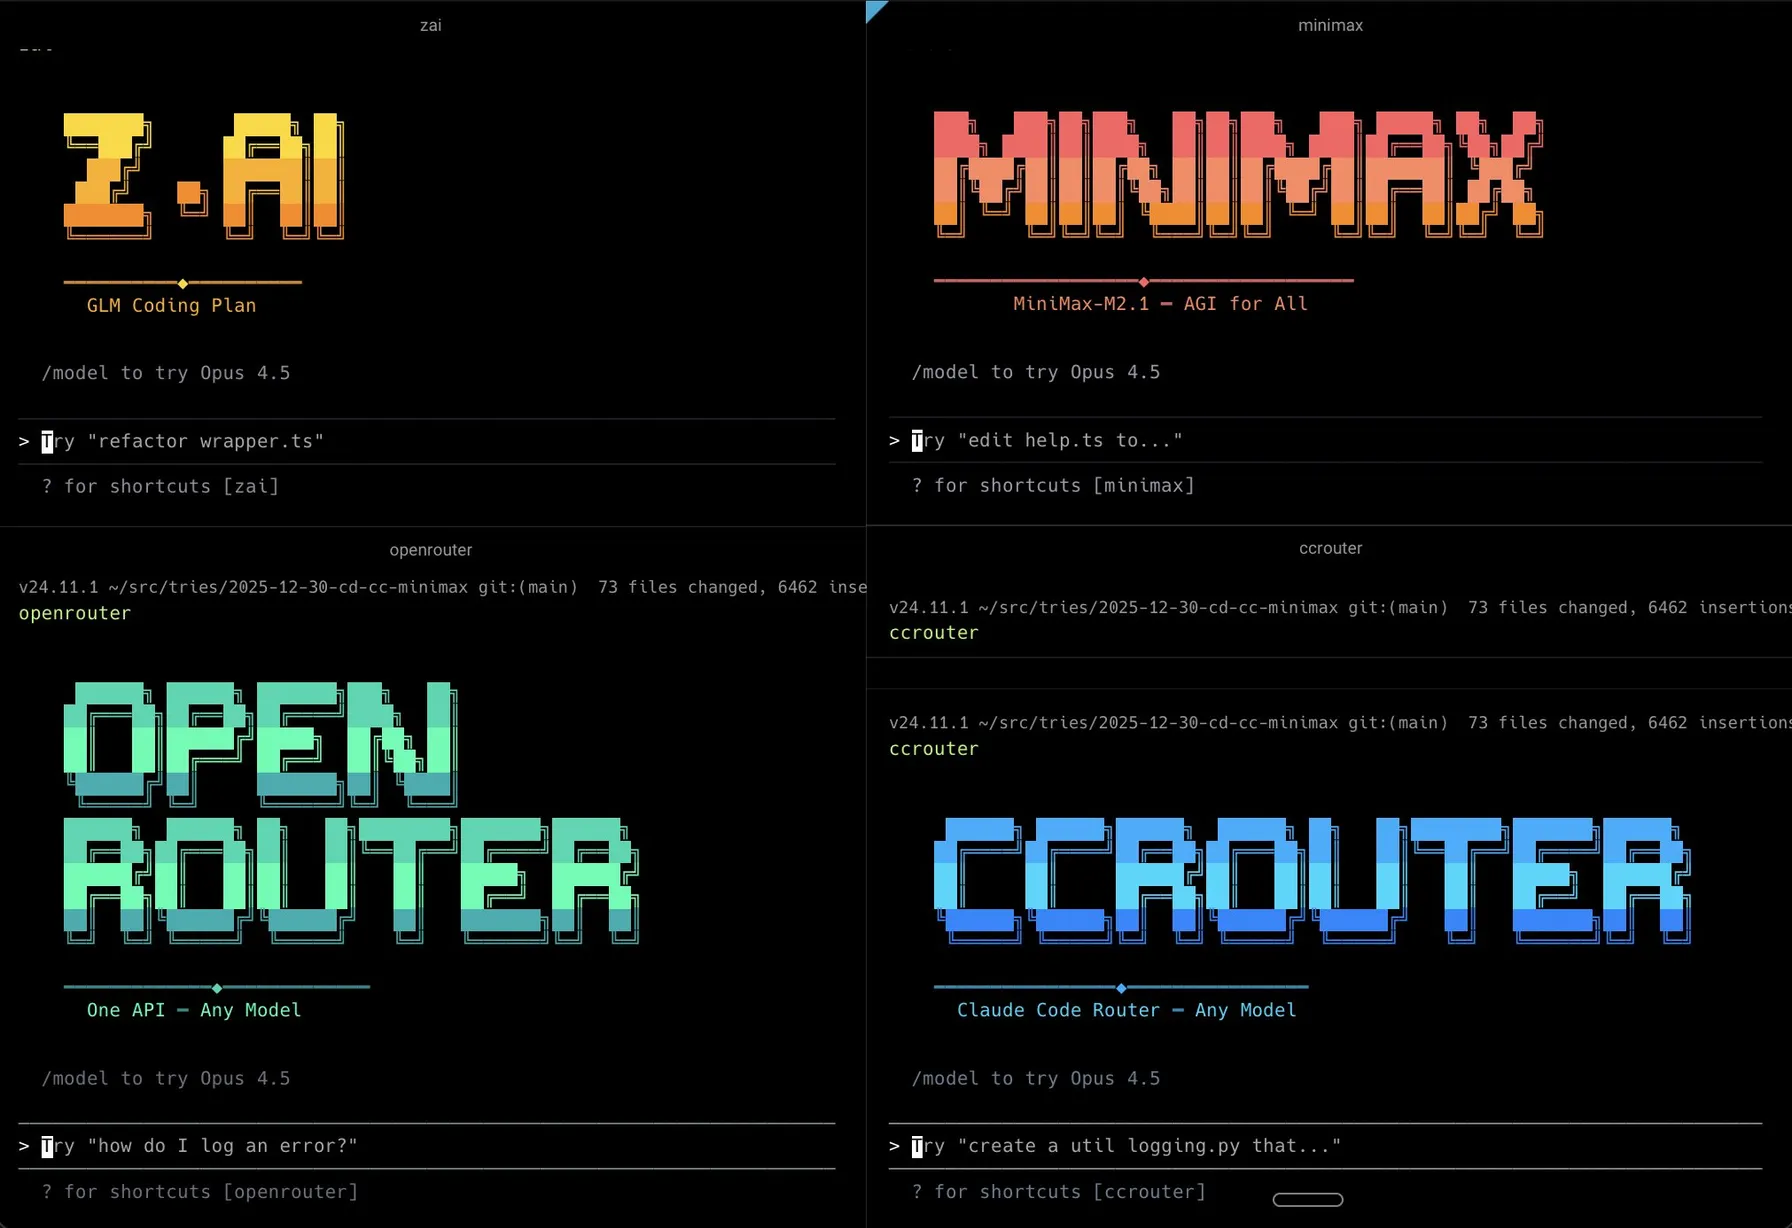 zai
Z.AI
GLM Coding Plan
/model to try Opus 4.5
> Try "refactor wrapper.ts"
? for shortcuts [zai]
minimax
MINIMAX
MiniMax-M2.1 — AGI for All
/model to try Opus 4.5
> Try "edit help.ts to..."
? for shortcuts [minimax]
openrouter
v24.11.1 ~/src/tries/2025-12-30-cd-cc-minimax git:(main) 73 files changed, 6462 inse
openrouter
OPEN
ROUTER
One API — Any Model
/model to try Opus 4.5
> Try "how do I log an error?"
? for shortcuts [openrouter]
ccrouter
v24.11.1 ~/src/tries/2025-12-30-cd-cc-minimax git:(main) 73 files changed, 6462 insertions
ccrouter
v24.11.1 ~/src/tries/2025-12-30-cd-cc-minimax git:(main) 73 files changed, 6462 insertions
ccrouter
CCROUTER
Claude Code Router — Any Model
/model to try Opus 4.5
> Try "create a util logging.py that..."
? for shortcuts [ccrouter]